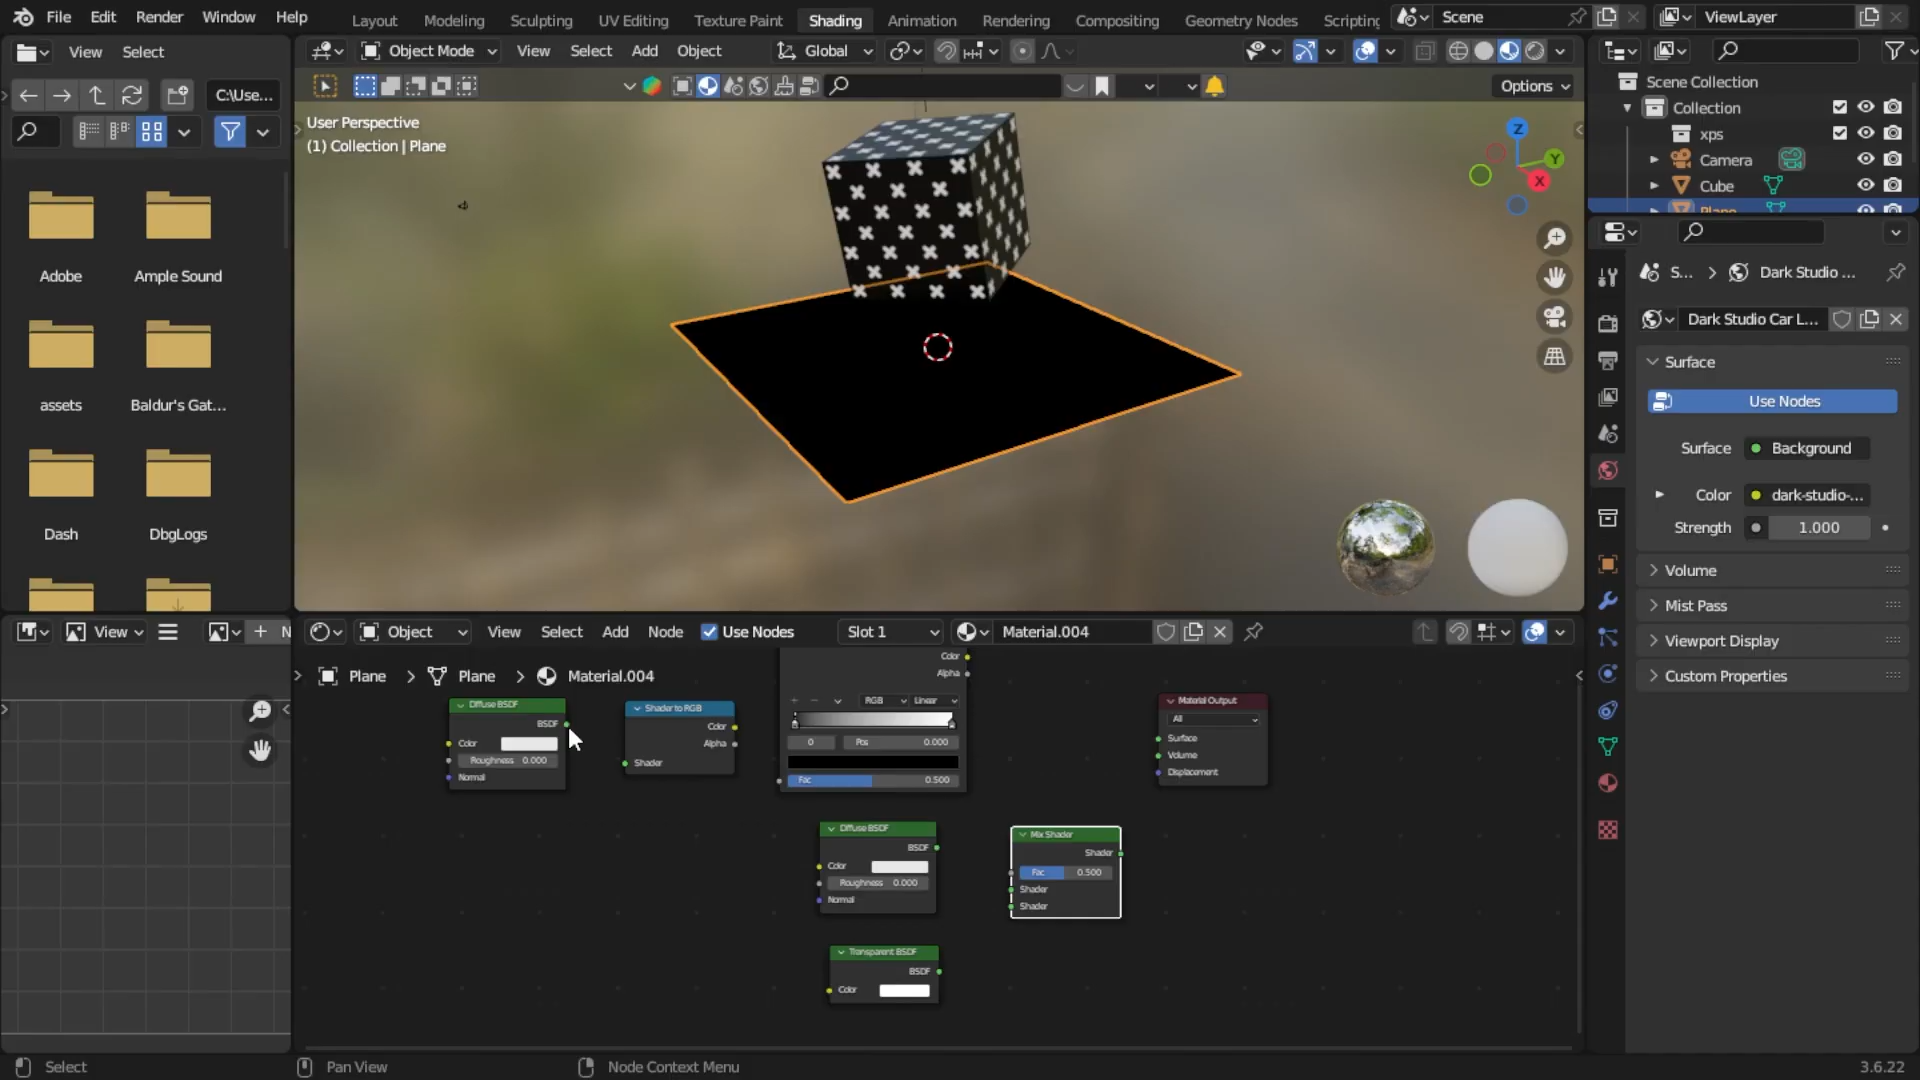 File Edit Render Window Help
Layout Modeling Sculpting UV Editing Texture Paint Shading Animation Rendering Compositing Geometry Nodes Scripting
Scene
ViewLayer
View Select
C:\Use...
Adobe
Ample Sound
assets
Baldur's Gat...
Dash
DbgLogs
Object Mode View Select Add Object
Global
Options
User Perspective
(1) Collection | Plane
Z
Y
X
Scene Collection
Collection
xps
Camera
Cube
Plane
S... > Dark Studio ...
Dark Studio Car L...
Surface
Use Nodes
Surface Background
Color dark-studio-...
Strength 1.000
Volume
Mist Pass
Viewport Display
Custom Properties
View
N
Object View Select Add Node Use Nodes Slot 1 Material.004
Plane > Plane > Material.004
Diffuse BSDF
BSDF
Color
Roughness 0.000
Normal
Shader to RGB
Color
Alpha
Shader
Color
Alpha
RGB Linear
0 Pos 0.000
Fac 0.500
Material Output
All
Surface
Volume
Displacement
Diffuse BSDF
BSDF
Color
Roughness 0.000
Normal
Mix Shader
Shader
Fac 0.500
Shader
Shader
Transparent BSDF
BSDF
Color
Select Pan View Node Context Menu 3.6.22